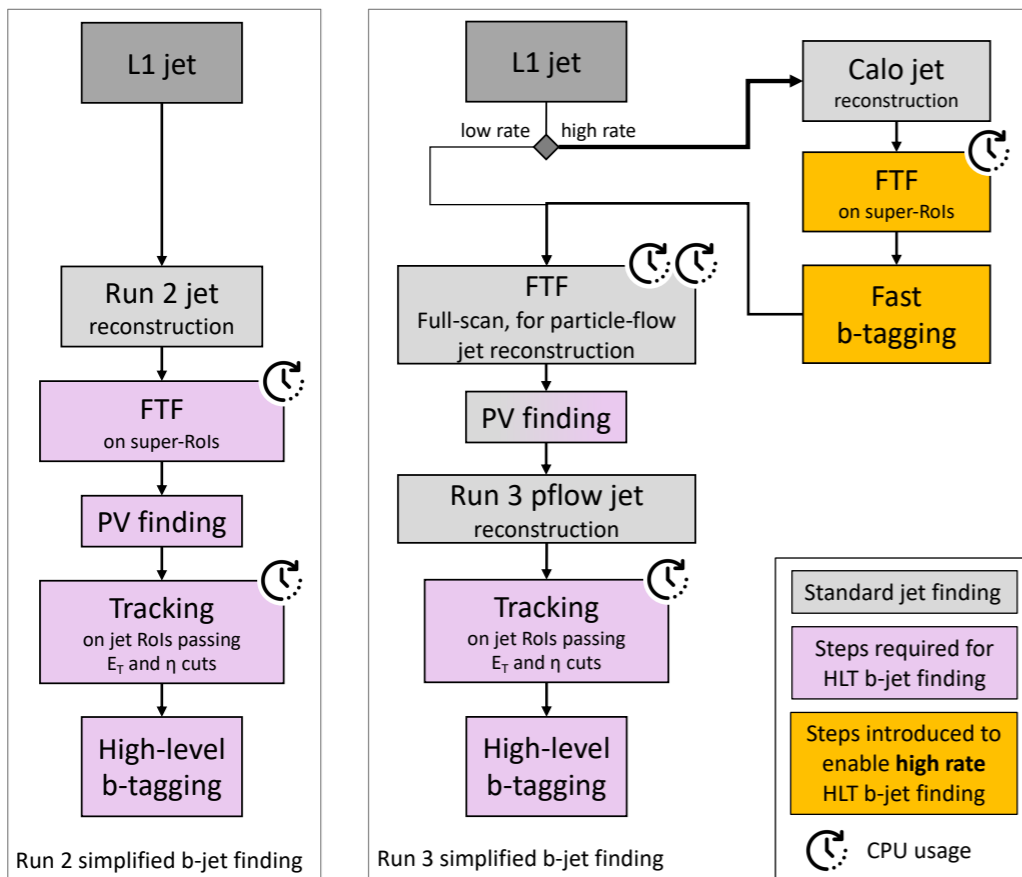 L1 jet
Run 2 jet
reconstruction
FTF
on super-RoIs
PV finding
Tracking
on jet RoIs passing
E_T and η cuts
High-level
b-tagging
Run 2 simplified b-jet finding
L1 jet
low rate
high rate
Calo jet
reconstruction
FTF
on super-RoIs
Fast
b-tagging
FTF
Full-scan, for particle-flow
jet reconstruction
PV finding
Run 3 pflow jet
reconstruction
Tracking
on jet RoIs passing
E_T and η cuts
High-level
b-tagging
Run 3 simplified b-jet finding
Standard jet finding
Steps required for
HLT b-jet finding
Steps introduced to
enable high rate
HLT b-jet finding
CPU usage